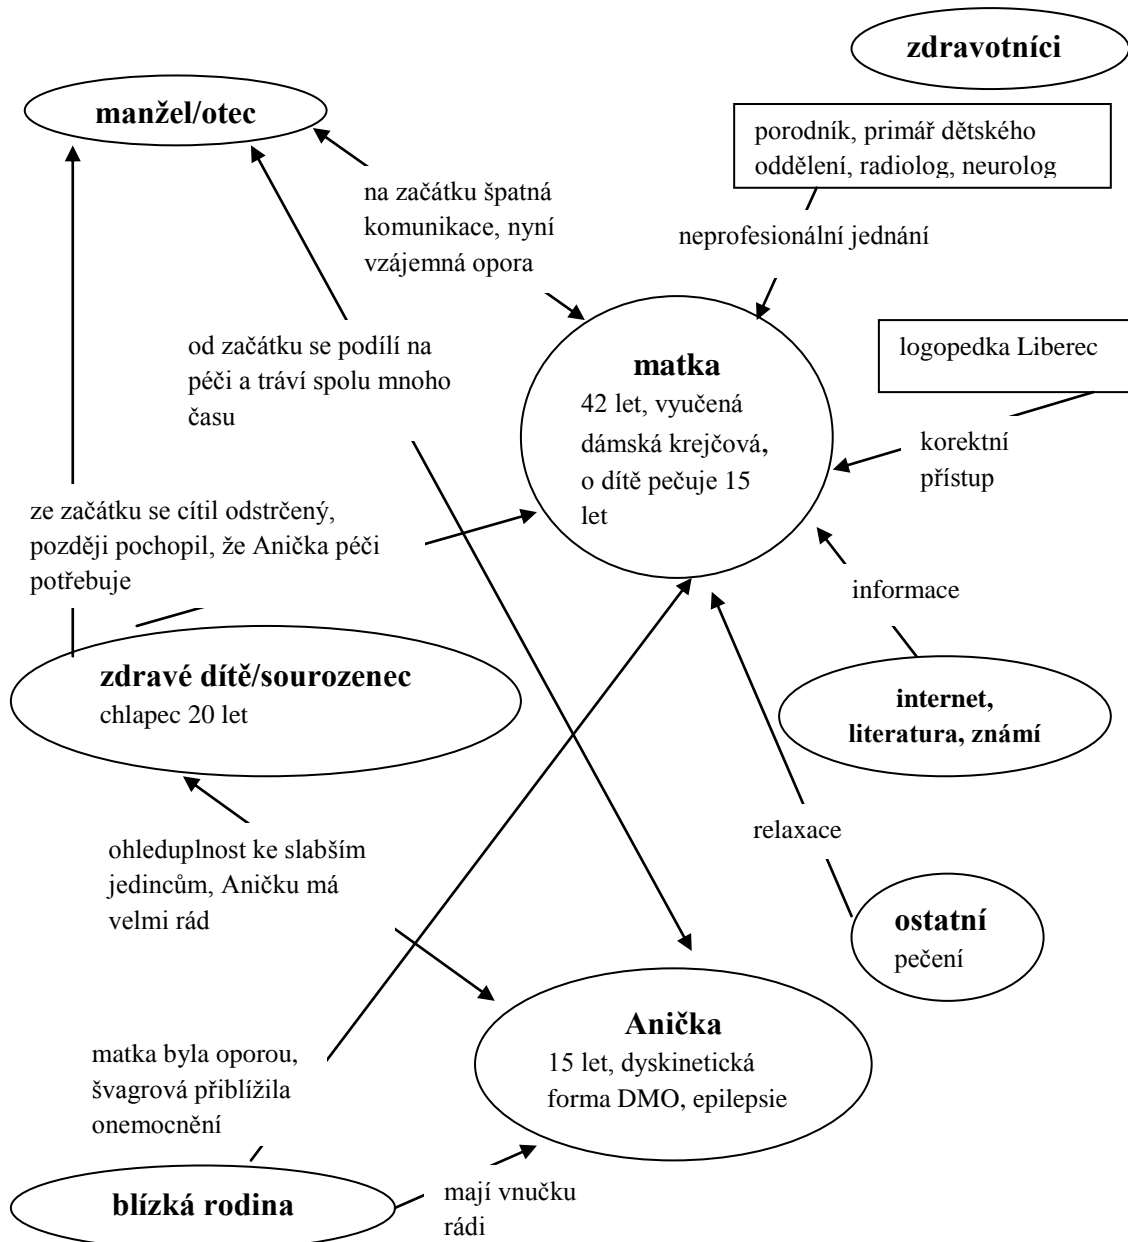 zdravotníci
manžel/otec
porodník, primář dětského
oddělení, radiolog, neurolog
na začátku špatná
komunikace, nyní
vzájemná opora
neprofesionální jednání
od začátku se podílí na
péči a tráví spolu mnoho
času
matka
42 let, vyučená
dámská krejčová,
o dítě pečuje 15
let
logopedka Liberec
korektní
přístup
ze začátku se cítil odstrčený,
později pochopil, že Anička péči
potřebuje
informace
zdravé dítě/sourozenec
chlapec 20 let
internet,
literatura, známí
relaxace
ohleduplnost ke slabším
jedincům, Aničku má
velmi rád
ostatní
pečení
Anička
15 let, dyskinetická
forma DMO, epilepsie
matka byla oporou,
švagrová přiblížila
onemocnění
blízká rodina
mají vnučku
rádi